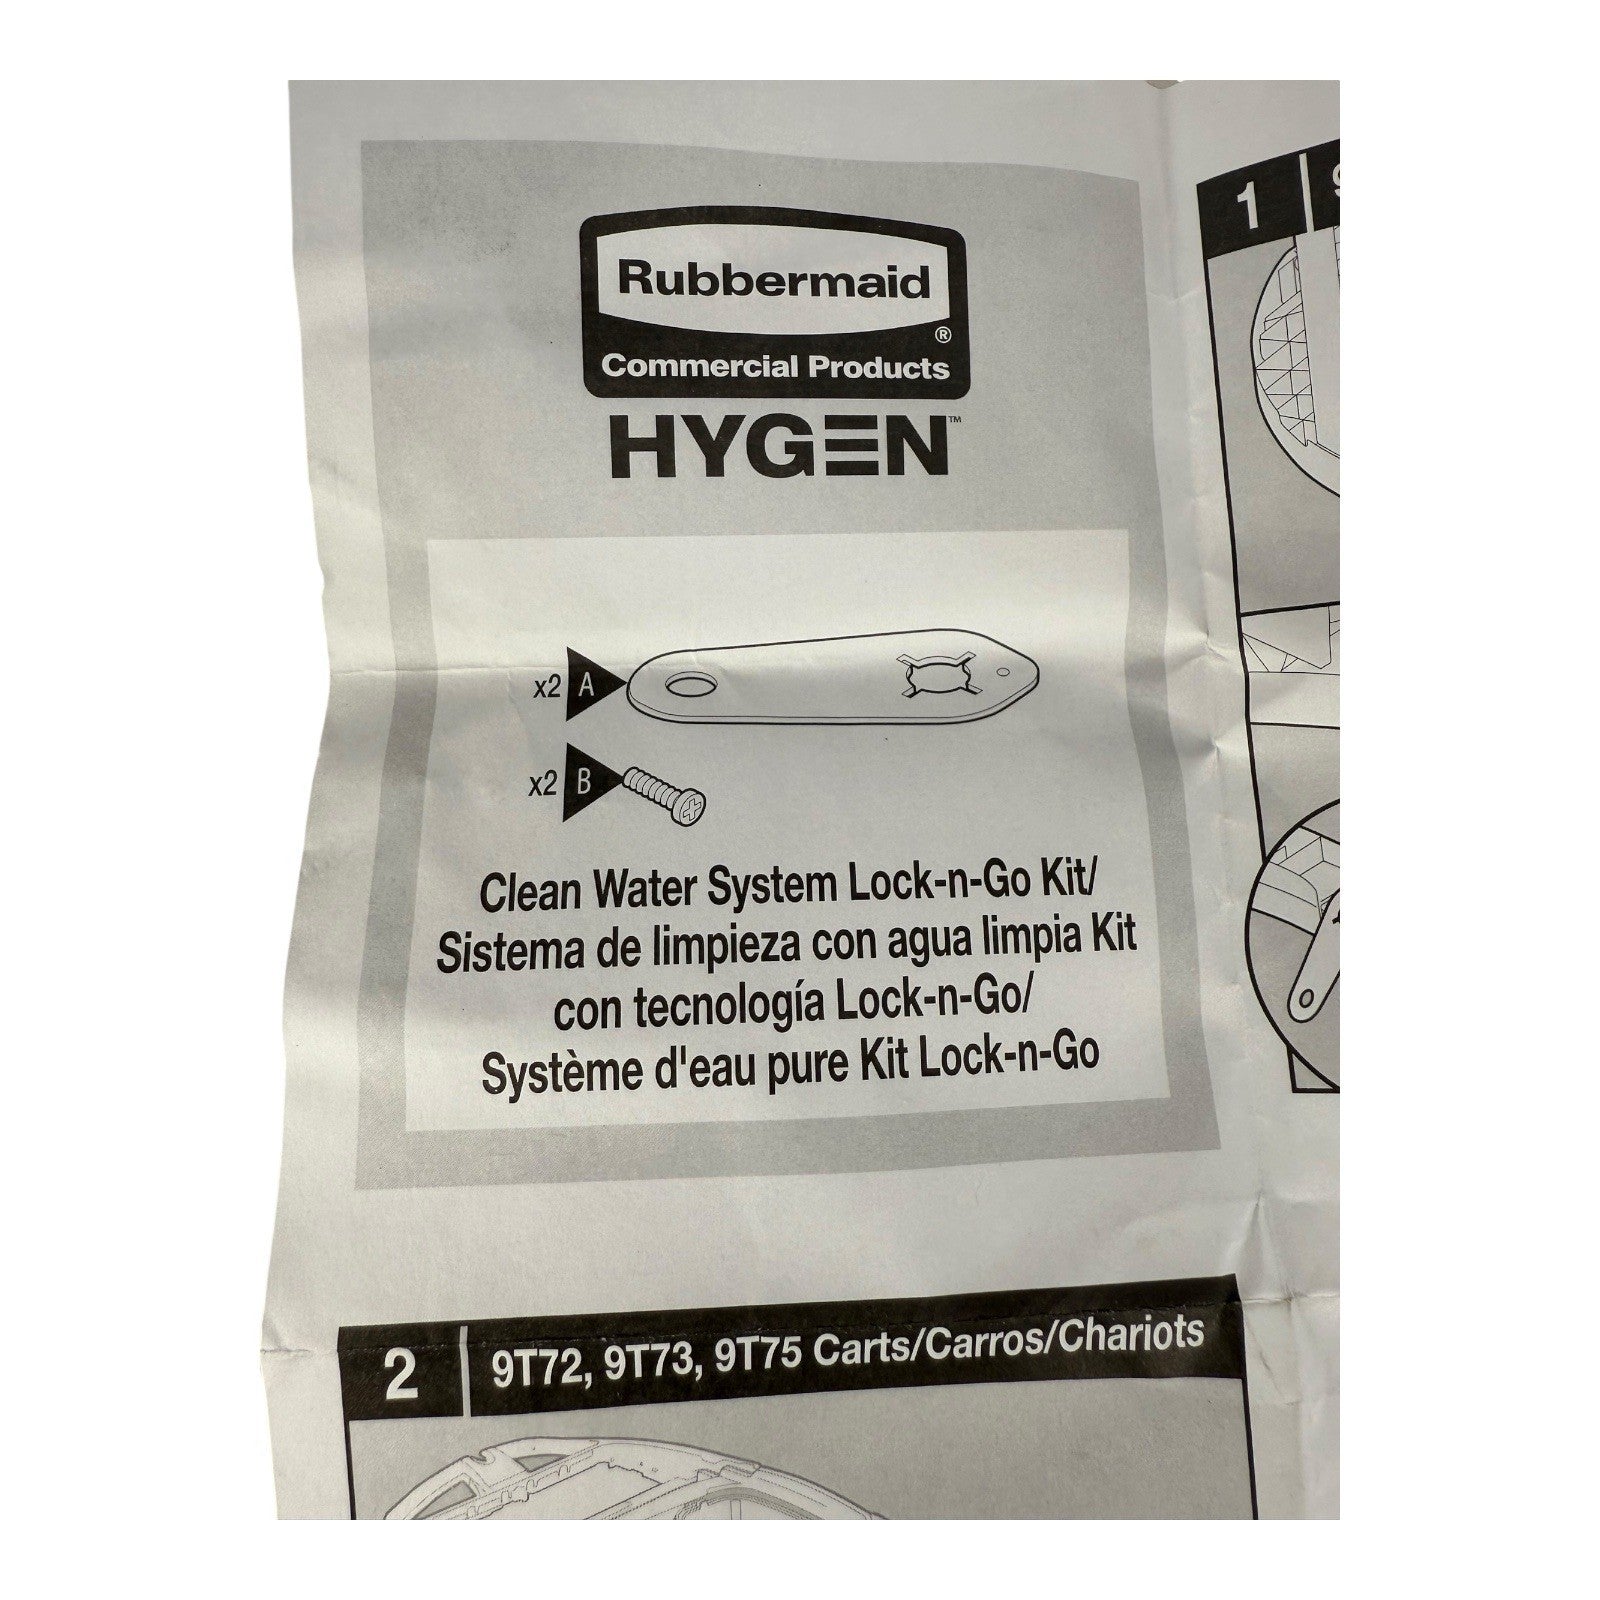 Rubbermaid
®
Commercial Products
HYGEN™
x2 A
x2 B
Clean Water System Lock-n-Go Kit/
Sistema de limpieza con agua limpia Kit
con tecnología Lock-n-Go/
Système d'eau pure Kit Lock-n-Go
1
2 9T72, 9T73, 9T75 Carts/Carros/Chariots